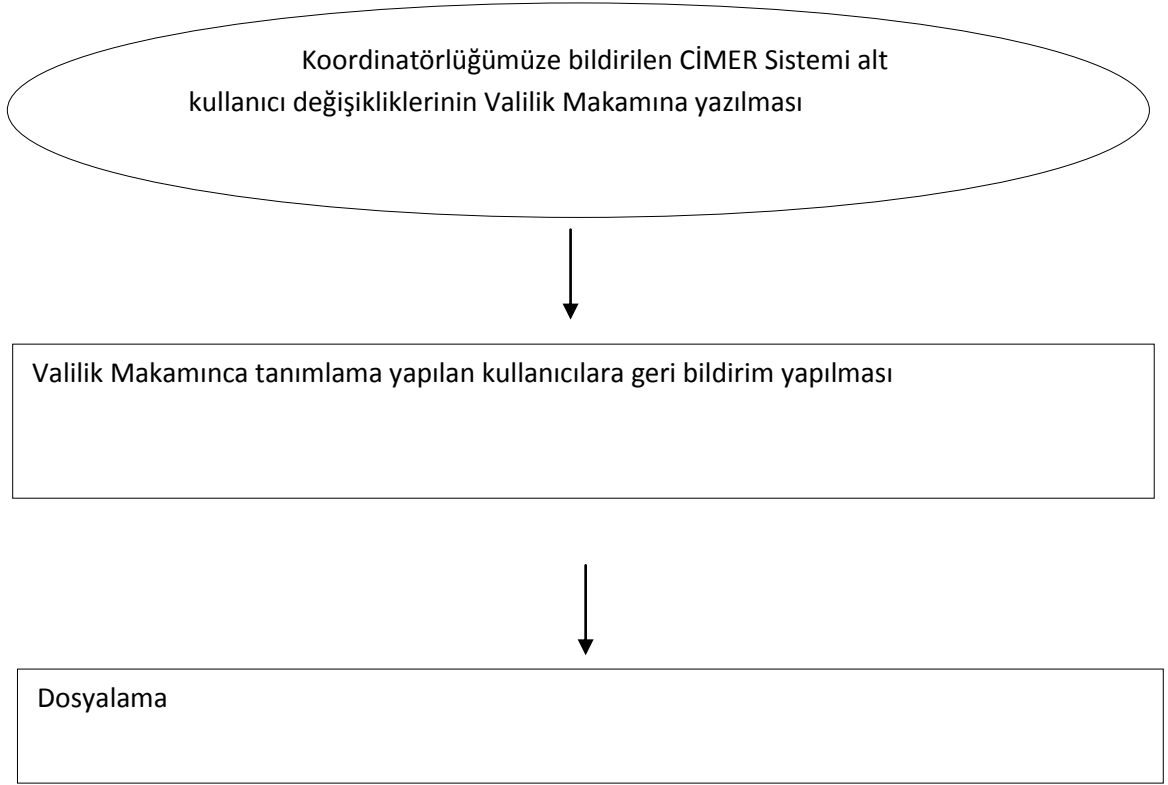 Koordinatörlüğümüze bildirilen CİMER Sistemi alt
kullanıcı değişikliklerinin Valilik Makamına yazılması
Valilik Makamınca tanımlama yapılan kullanıcılara geri bildirim yapılması
Dosyalama